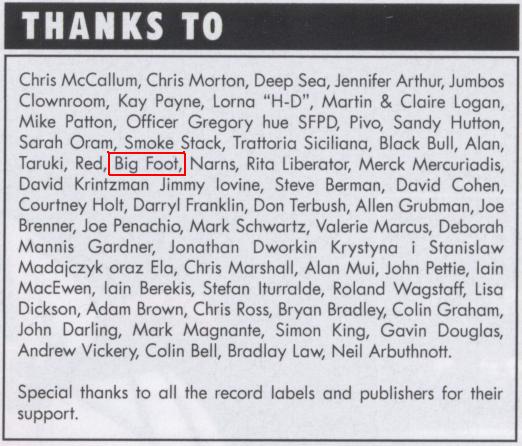 THANKS TO
Chris McCallum, Chris Morton, Deep Sea, Jennifer Arthur, Jumbos
Clownroom, Kay Payne, Lorna “H-D”, Martin & Claire Logan,
Mike Patton, Officer Gregory hue SFPD, Pivo, Sandy Hutton,
Sarah Oram, Smoke Stack, Trattoria Siciliana, Black Bull, Alan,
Taruki, Red, Big Foot, Narns, Rita Liberator, Merck Mercuriadis,
David Krintzman Jimmy Iovine, Steve Berman, David Cohen,
Courtney Holt, Darryl Franklin, Don Terbush, Allen Grubman, Joe
Brenner, Joe Penachio, Mark Schwartz, Valerie Marcus, Deborah
Mannis Gardner, Jonathan Dworkin Krystyna i Stanislaw
Madajczyk oraz Ela, Chris Marshall, Alan Mui, John Pettie, Iain
MacEwen, Iain Berekis, Stefan Iturralde, Roland Wagstaff, Lisa
Dickson, Adam Brown, Chris Ross, Bryan Bradley, Colin Graham,
John Darling, Mark Magnante, Simon King, Gavin Douglas,
Andrew Vickery, Colin Bell, Bradlay Law, Neil Arbuthnott.
Special thanks to all the record labels and publishers for their
support.